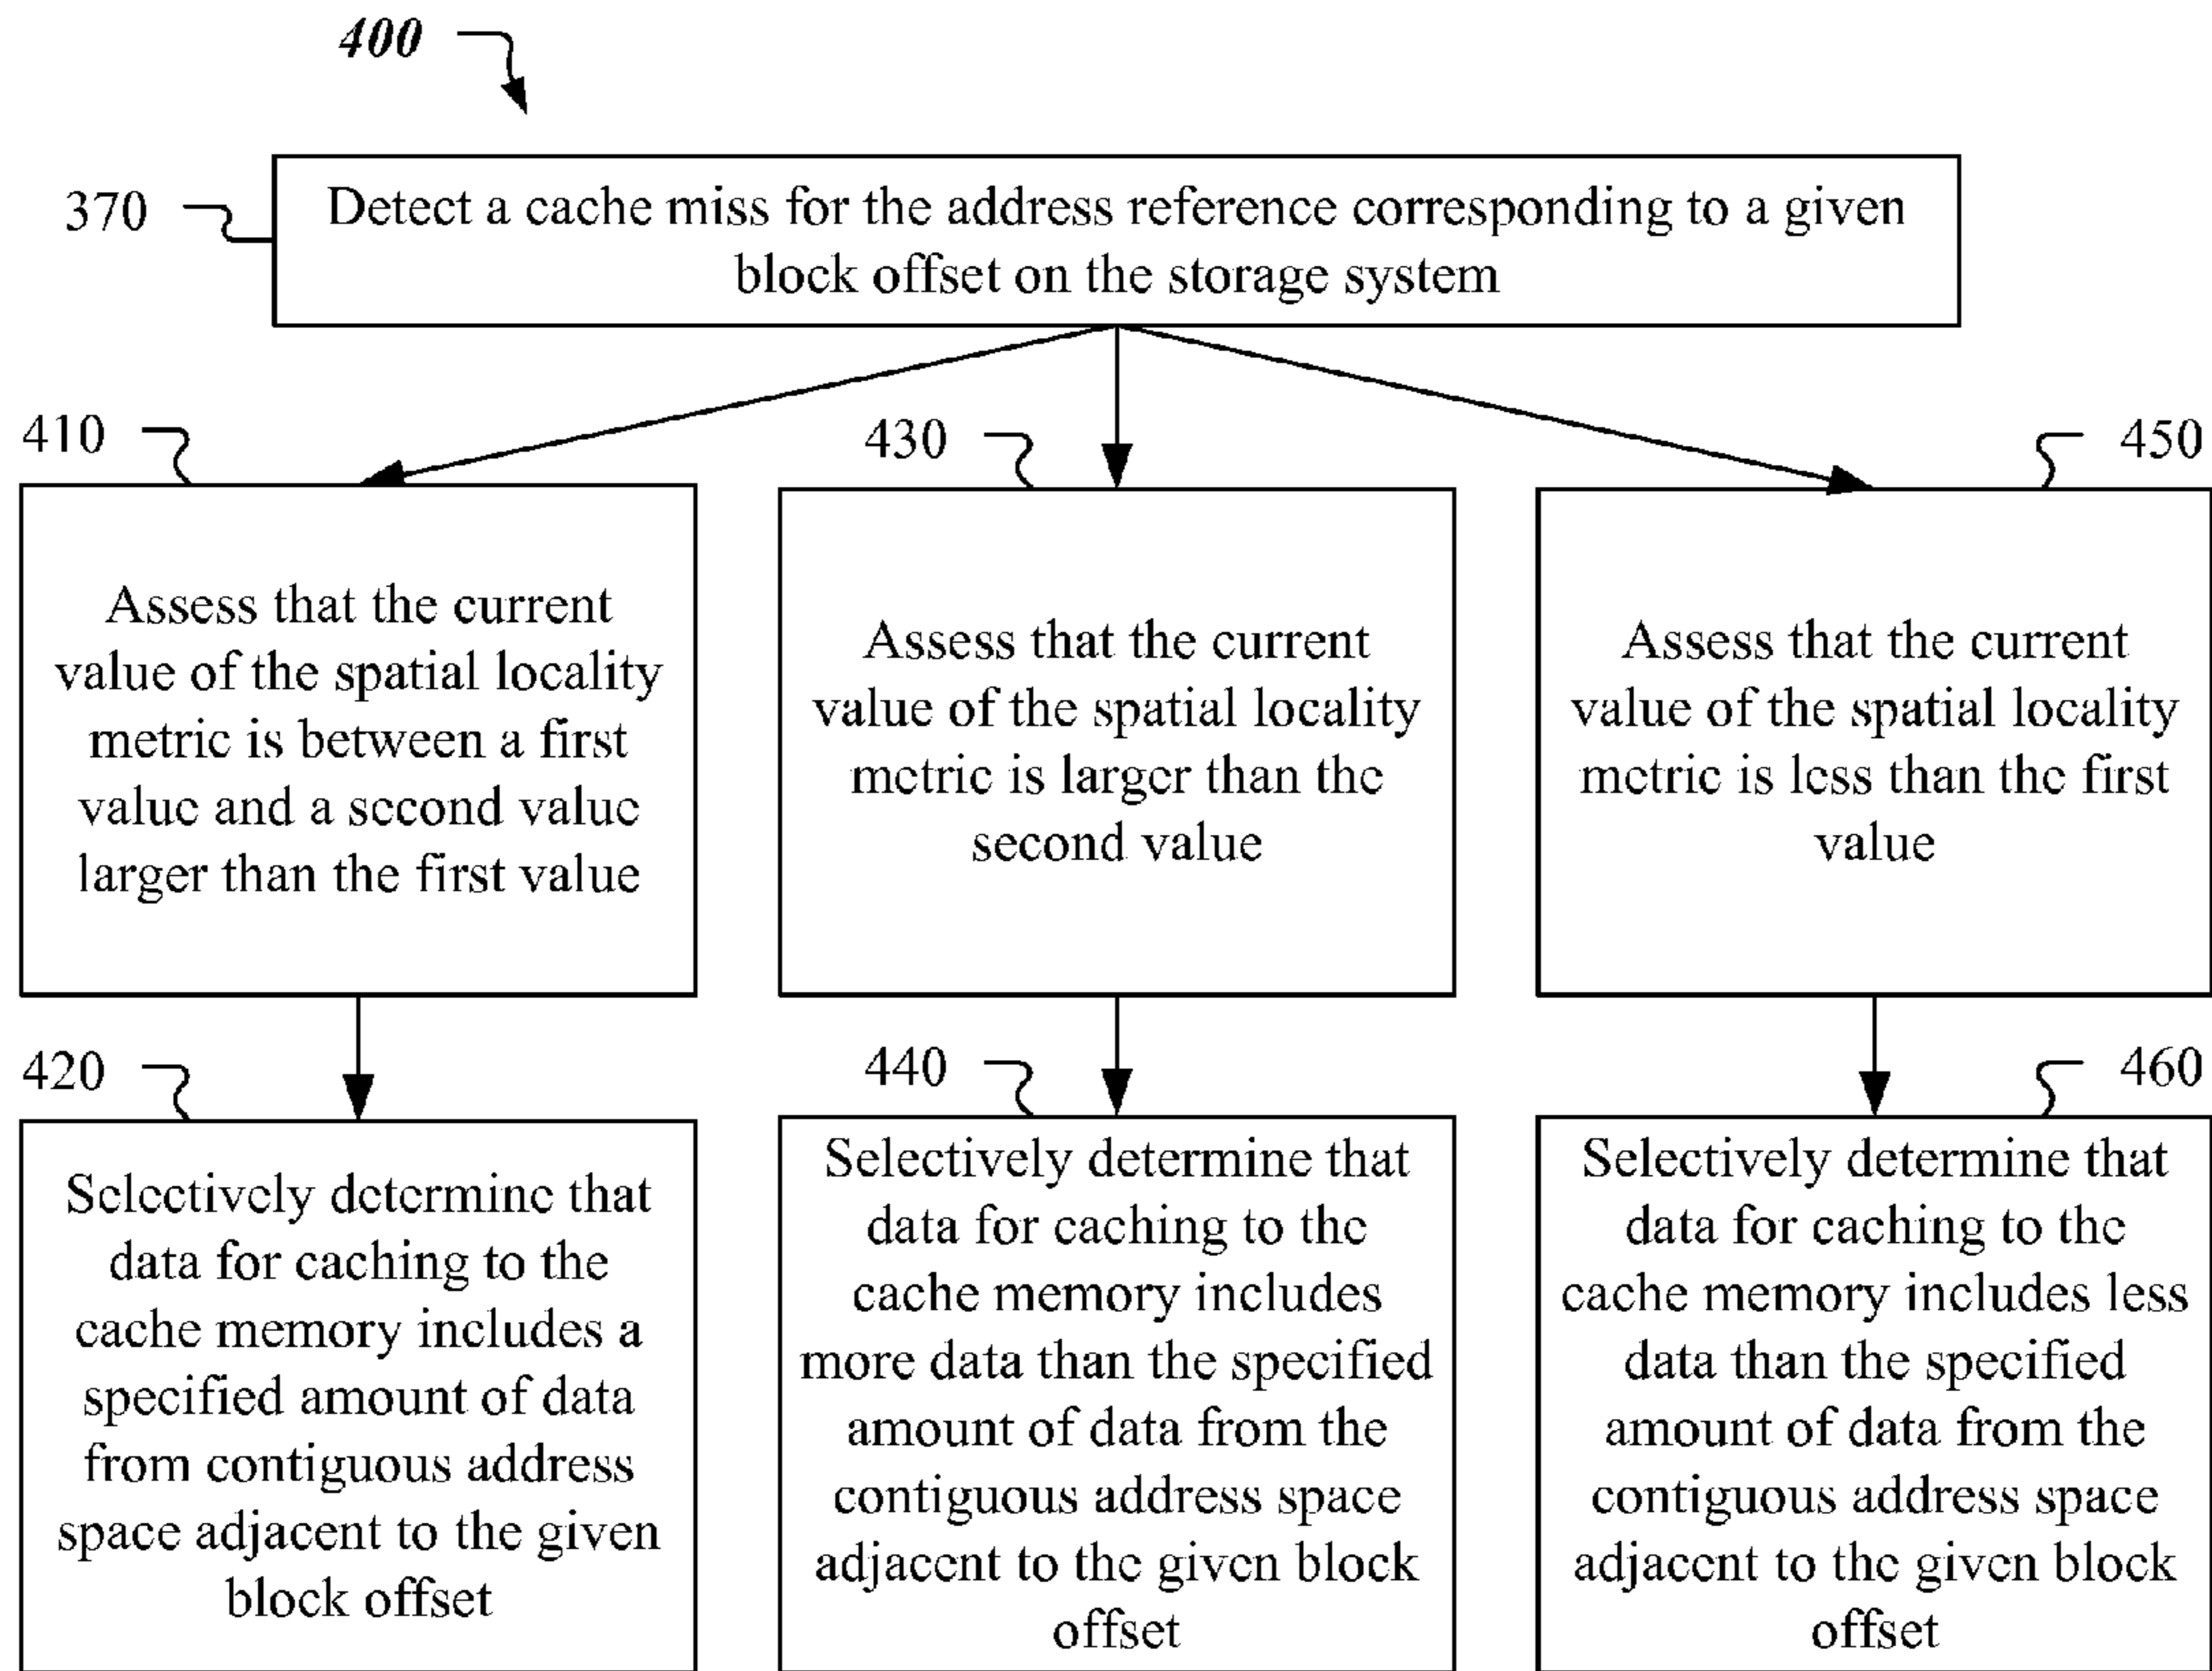 400
370
Detect a cache miss for the address reference corresponding to a given
block offset on the storage system
410
Assess that the current
value of the spatial locality
metric is between a first
value and a second value
larger than the first value
430
Assess that the current
value of the spatial locality
metric is larger than the
second value
450
Assess that the current
value of the spatial locality
metric is less than the first
value
420
Selectively determine that
data for caching to the
cache memory includes a
specified amount of data
from contiguous address
space adjacent to the given
block offset
440
Selectively determine that
data for caching to the
cache memory includes
more data than the specified
amount of data from the
contiguous address space
adjacent to the given block
offset
460
Selectively determine that
data for caching to the
cache memory includes less
data than the specified
amount of data from the
contiguous address space
adjacent to the given block
offset